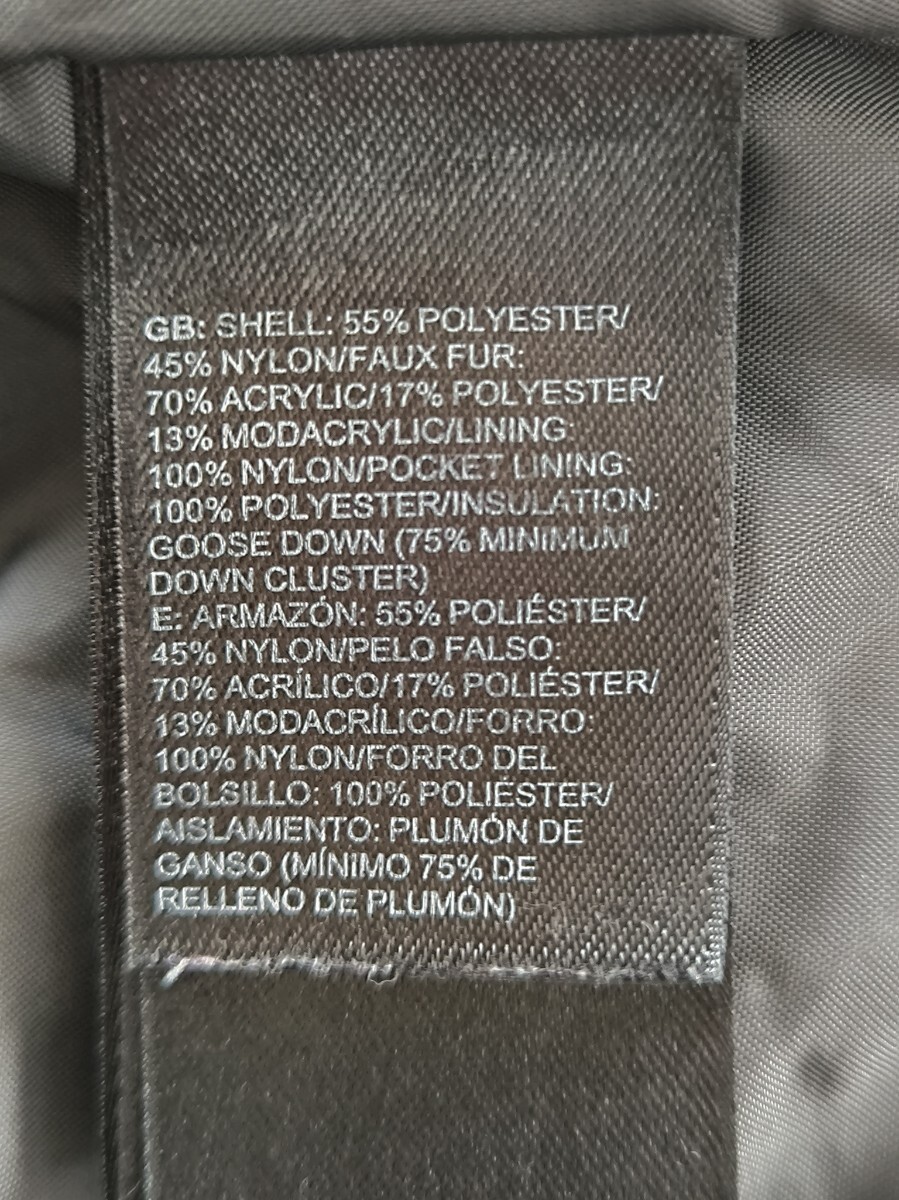 GB: SHELL: 55% POLYESTER/
45% NYLON/FAUX FUR:
70% ACRYLIC/17% POLYESTER/
13% MODACRYLIC/LINING:
100% NYLON/POCKET LINING:
100% POLYESTER/INSULATION:
GOOSE DOWN (75% MINIMUM
DOWN CLUSTER)
E: ARMAZÓN: 55% POLIÉSTER/
45% NYLON/PELO FALSO:
70% ACRÍLICO/17% POLIÉSTER/
13% MODACRÍLICO/FORRO:
100% NYLON/FORRO DEL
BOLSILLO: 100% POLIÉSTER/
AISLAMIENTO: PLUMÓN DE
GANSO (MÍNIMO 75% DE
RELLENO DE PLUMÓN)